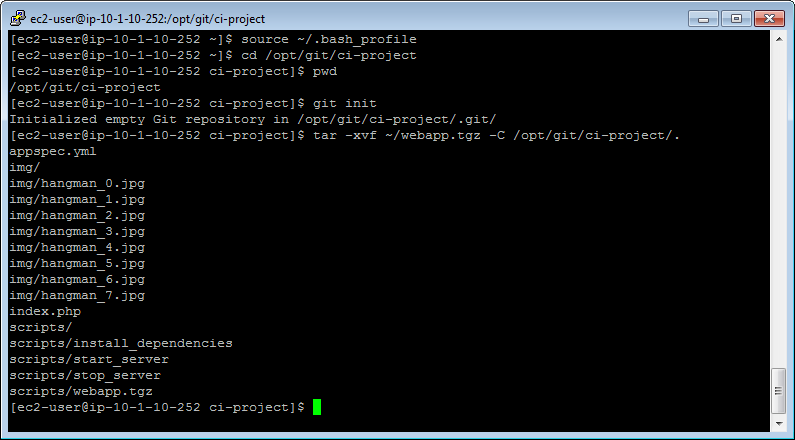 ec2-user@ip-10-1-10-252:/opt/git/ci-project
[ec2-user@ip-10-1-10-252 ~]$ source ~/.bash_profile
[ec2-user@ip-10-1-10-252 ~]$ cd /opt/git/ci-project
[ec2-user@ip-10-1-10-252 ci-project]$ pwd
/opt/git/ci-project
[ec2-user@ip-10-1-10-252 ci-project]$ git init
Initialized empty Git repository in /opt/git/ci-project/.git/
[ec2-user@ip-10-1-10-252 ci-project]$ tar -xvf ~/webapp.tgz -C /opt/git/ci-project/.
appspec.yml
img/
img/hangman_0.jpg
img/hangman_1.jpg
img/hangman_2.jpg
img/hangman_3.jpg
img/hangman_4.jpg
img/hangman_5.jpg
img/hangman_6.jpg
img/hangman_7.jpg
index.php
scripts/
scripts/install_dependencies
scripts/start_server
scripts/stop_server
scripts/webapp.tgz
[ec2-user@ip-10-1-10-252 ci-project]$